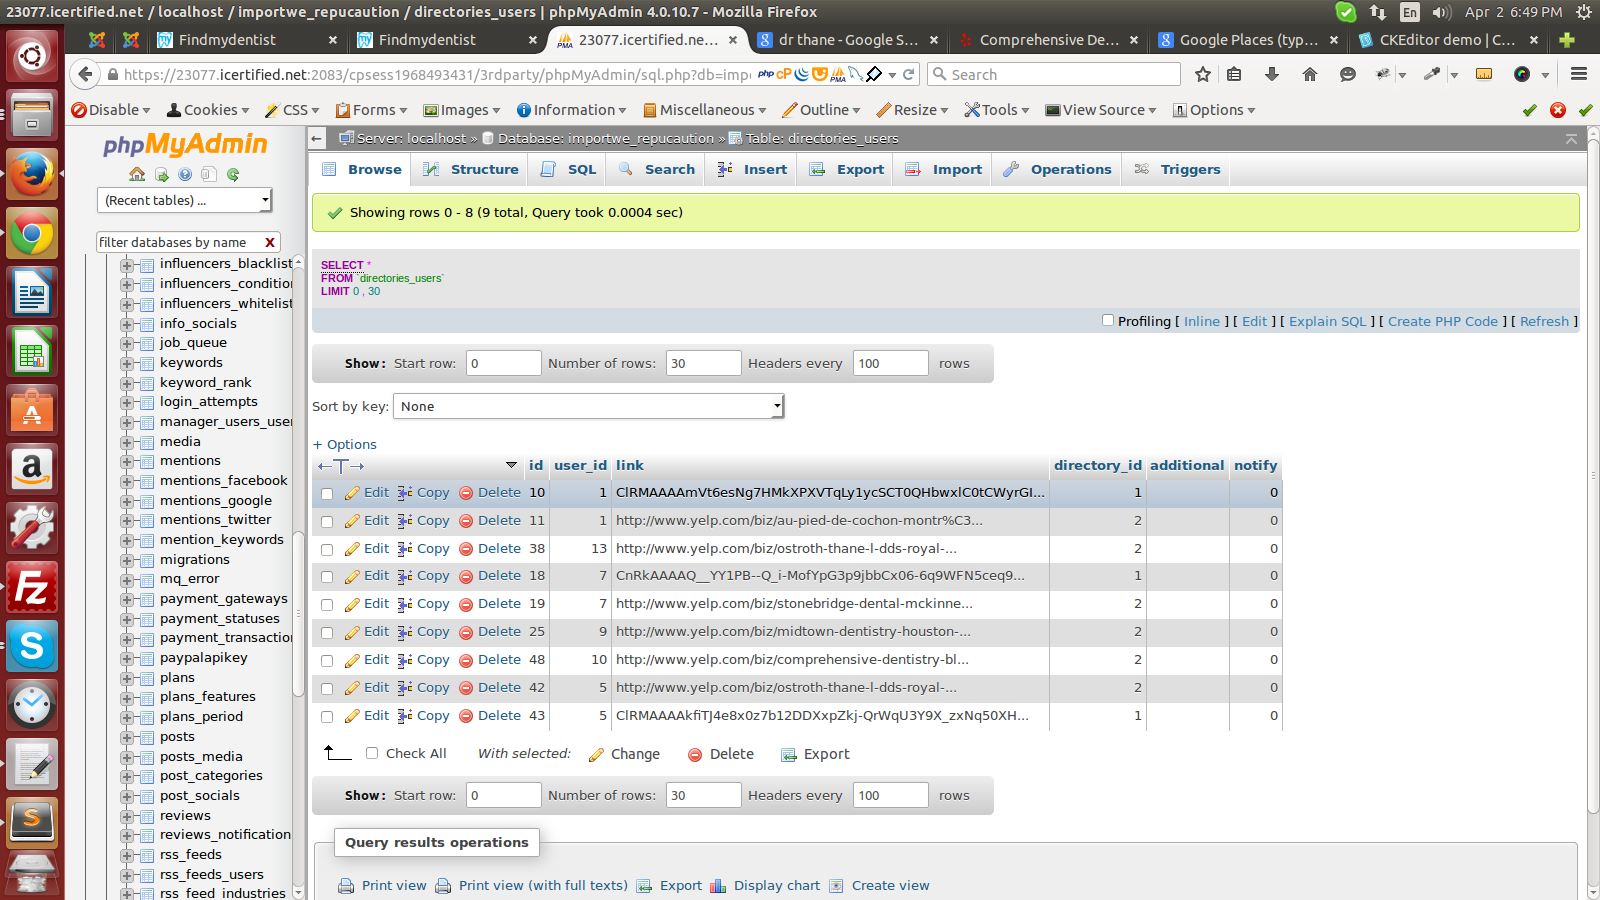 23077.icertified.net / localhost / importwe_repucaution / directories_users | phpMyAdmin 4.0.10.7 - Mozilla Firefox
En
Apr 2 6:49 PM
Findmydentist
Findmydentist
23077.icertified.ne...
dr thane - Google S...
Comprehensive De...
Google Places (typ...
CKEditor demo | C...
https://23077.icertified.net:2083/cpsess1968493431/3rdparty/phpMyAdmin/sql.php?db=imp
php cP PMA
Search
Disable Cookies CSS Forms Images Information Miscellaneous Outline Resize Tools View Source Options
phpMyAdmin
(Recent tables) ...
filter databases by name X
influencers_blacklist
influencers_condition
influencers_whitelist
info_socials
job_queue
keywords
keyword_rank
login_attempts
manager_users_user
media
mentions
mentions_facebook
mentions_google
mentions_twitter
mention_keywords
migrations
mq_error
payment_gateways
payment_statuses
payment_transaction
paypalapikey
plans
plans_features
plans_period
posts
posts_media
post_categories
post_socials
reviews
reviews_notification
rss_feeds
rss_feeds_users
rss_feed_industries
Server: localhost » Database: importwe_repucaution » Table: directories_users
Browse Structure SQL Search Insert Export Import Operations Triggers
Showing rows 0 - 8 (9 total, Query took 0.0004 sec)
SELECT *
FROM `directories_users`
LIMIT 0 , 30
Profiling [ Inline ] [ Edit ] [ Explain SQL ] [ Create PHP Code ] [ Refresh ]
Show: Start row: 0 Number of rows: 30 Headers every 100 rows
Sort by key: None
+ Options
←T→ id user_id link directory_id additional notify
Edit Copy Delete 10 1 ClRMAAAAmVt6esNg7HMkXPXVTqLy1ycSCT0QHbwxlC0tCWyrGI... 1 0
Edit Copy Delete 11 1 http://www.yelp.com/biz/au-pied-de-cochon-montr%C3... 2 0
Edit Copy Delete 38 13 http://www.yelp.com/biz/ostroth-thane-l-dds-royal-... 2 0
Edit Copy Delete 18 7 CnRkAAAAQ__YY1PB--Q_i-MofYpG3p9jbbCx06-6q9WFN5ceq9... 1 0
Edit Copy Delete 19 7 http://www.yelp.com/biz/stonebridge-dental-mckinne... 2 0
Edit Copy Delete 25 9 http://www.yelp.com/biz/midtown-dentistry-houston-... 2 0
Edit Copy Delete 48 10 http://www.yelp.com/biz/comprehensive-dentistry-bl... 2 0
Edit Copy Delete 42 5 http://www.yelp.com/biz/ostroth-thane-l-dds-royal-... 2 0
Edit Copy Delete 43 5 ClRMAAAAkfiTJ4e8x0z7b12DDXxpZkj-QrWqU3Y9X_zxNq50XH... 1 0
Check All With selected: Change Delete Export
Show: Start row: 0 Number of rows: 30 Headers every 100 rows
Query results operations
Print view Print view (with full texts) Export Display chart Create view